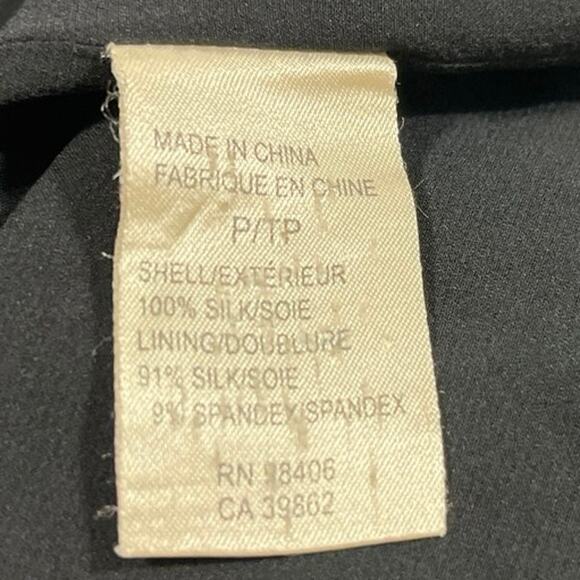 MADE IN CHINA
FABRIQUE EN CHINE
P/TP
SHELL/EXTÉRIEUR
100% SILK/SOIE
LINING/DOUBLURE
91% SILK/SOIE
9% SPANDEX/SPANDEX
RN 98406
CA 39862